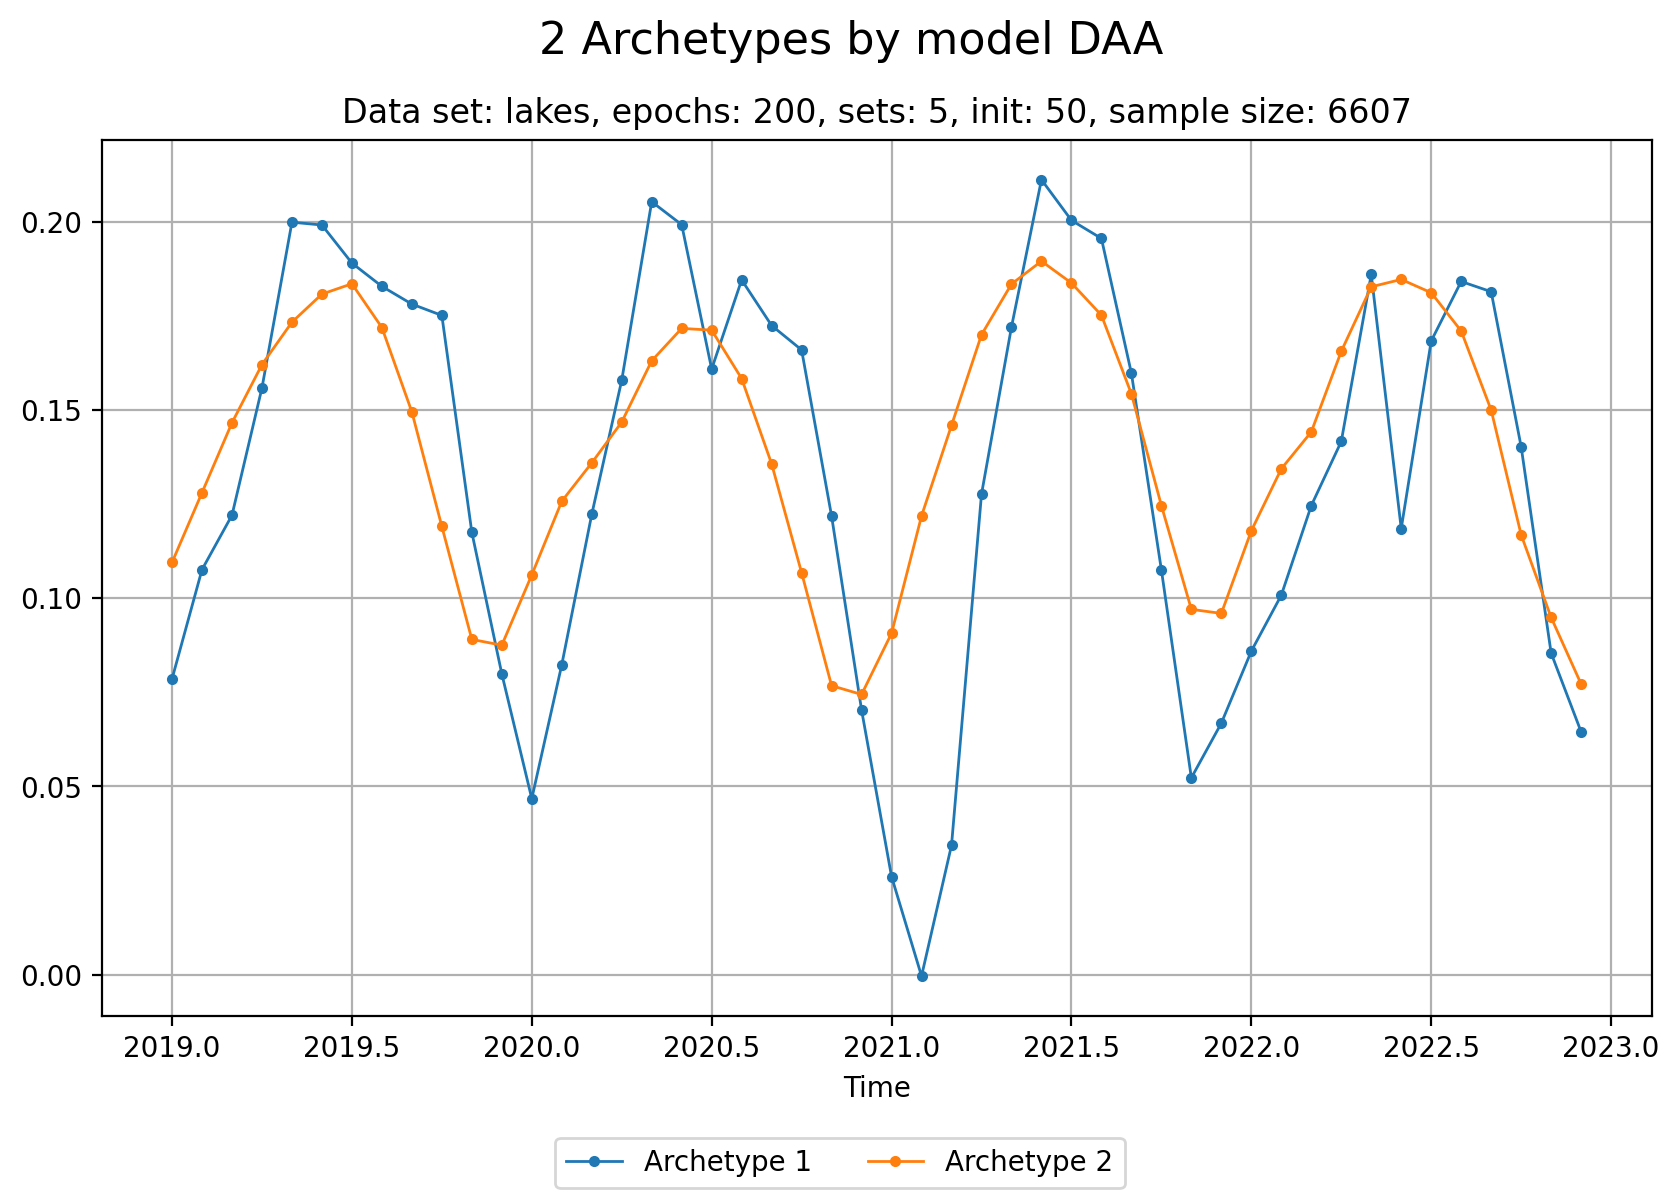 2 Archetypes by model DAA
Data set: lakes, epochs: 200, sets: 5, init: 50, sample size: 6607
0.20
0.15
0.10
0.05
0.00
2019.0 2019.5 2020.0 2020.5 2021.0 2021.5 2022.0 2022.5 2023.0
Time
Archetype 1 Archetype 2